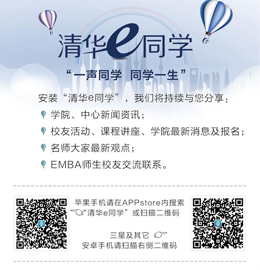 清华e同学
“一声同学 同学一生”
安装“清华e同学”，我们将持续与您分享：
学院、中心新闻资讯；
校友活动、课程讲座、学院最新消息及报名；
名师大家最新观点；
EMBA师生校友交流联系。
苹果手机请在APPstore内搜索
“清华e同学”或扫描二维码
三星及其它
安卓手机请扫描右侧二维码